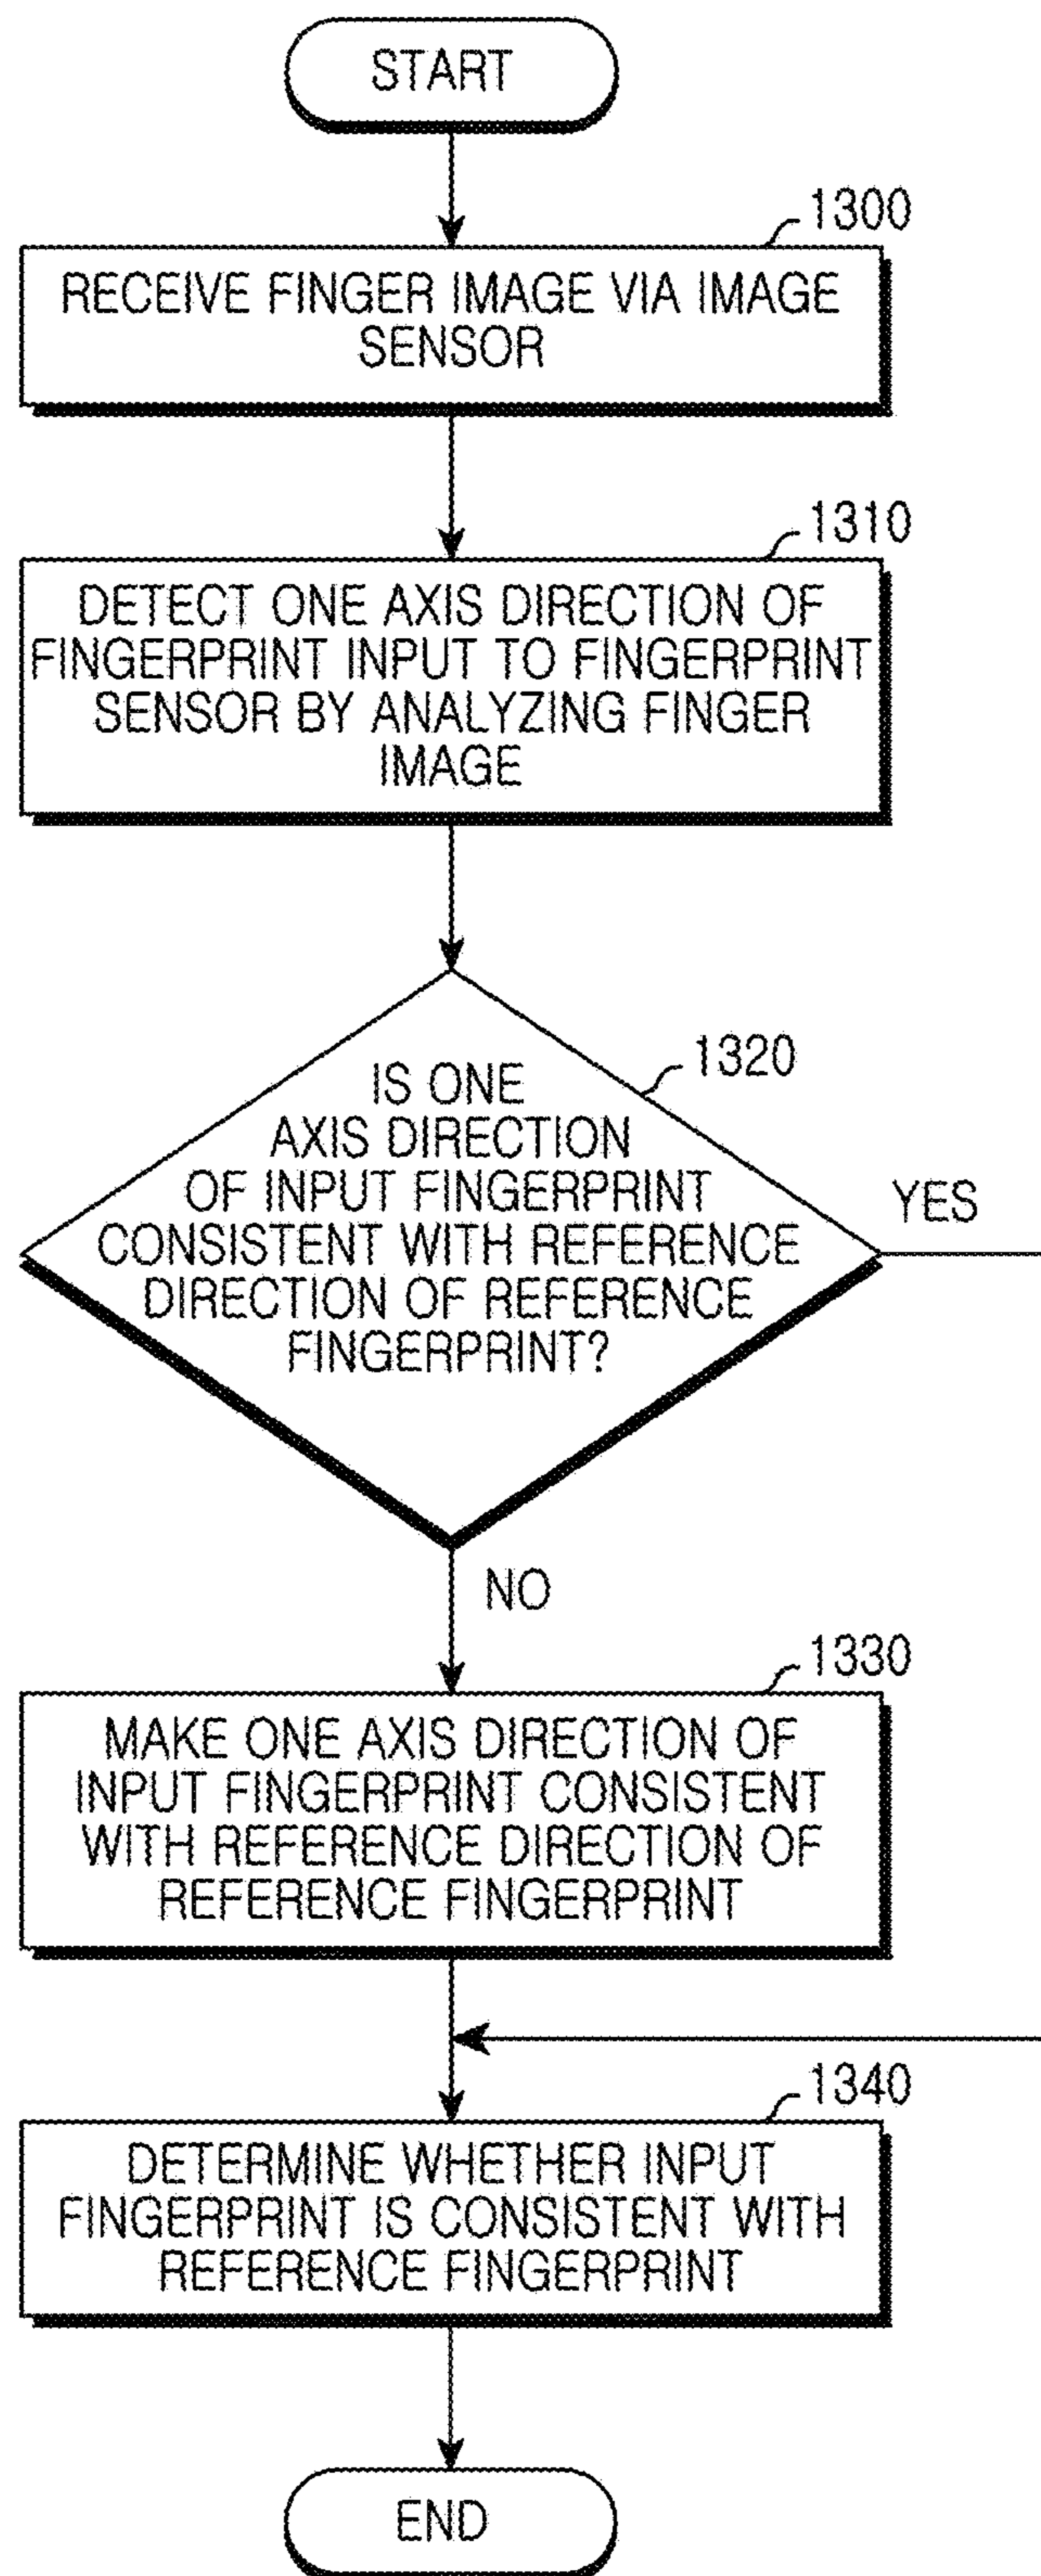 START
1300
RECEIVE FINGER IMAGE VIA IMAGE
SENSOR
1310
DETECT ONE AXIS DIRECTION OF
FINGERPRINT INPUT TO FINGERPRINT
SENSOR BY ANALYZING FINGER
IMAGE
1320
IS ONE
AXIS DIRECTION
OF INPUT FINGERPRINT
CONSISTENT WITH REFERENCE
DIRECTION OF REFERENCE
FINGERPRINT?
YES
NO
1330
MAKE ONE AXIS DIRECTION OF
INPUT FINGERPRINT CONSISTENT
WITH REFERENCE DIRECTION OF
REFERENCE FINGERPRINT
1340
DETERMINE WHETHER INPUT
FINGERPRINT IS CONSISTENT WITH
REFERENCE FINGERPRINT
END